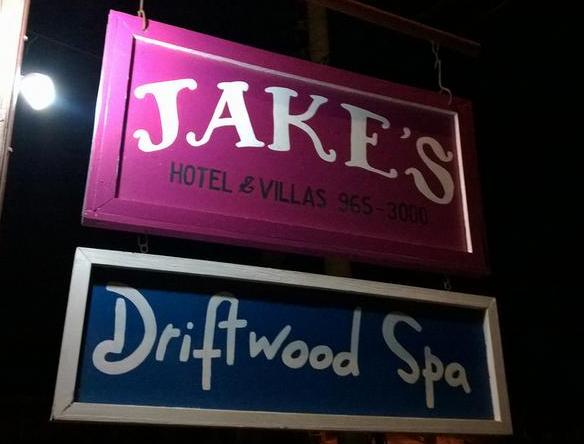 JAKE'S
HOTEL & VILLAS 965-3000
Driftwood Spa